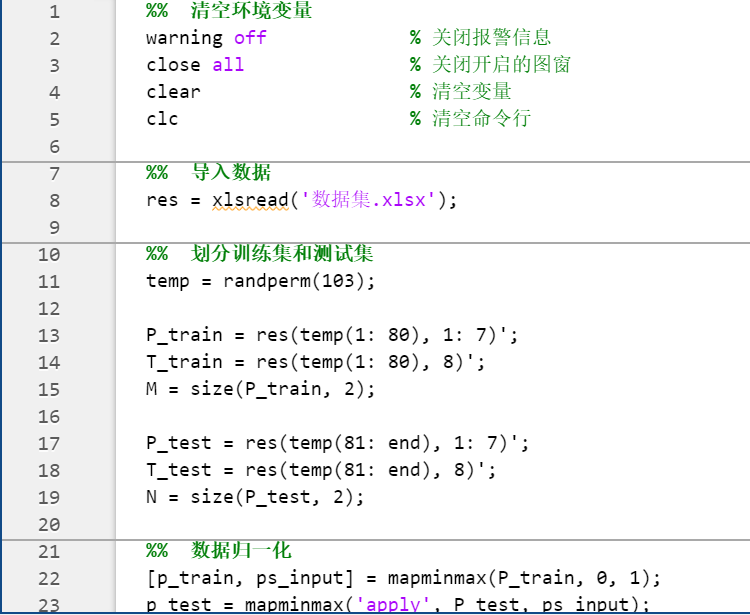 1 %% 清空环境变量
2 warning off % 关闭报警信息
3 close all % 关闭开启的图窗
4 clear % 清空变量
5 clc % 清空命令行
6
7 %% 导入数据
8 res = xlsread('数据集.xlsx');
9
10 %% 划分训练集和测试集
11 temp = randperm(103);
12
13 P_train = res(temp(1: 80), 1: 7)';
14 T_train = res(temp(1: 80), 8)';
15 M = size(P_train, 2);
16
17 P_test = res(temp(81: end), 1: 7)';
18 T_test = res(temp(81: end), 8)';
19 N = size(P_test, 2);
20
21 %% 数据归一化
22 [p_train, ps_input] = mapminmax(P_train, 0, 1);
23 p_test = mapminmax('apply', P_test, ps_input);